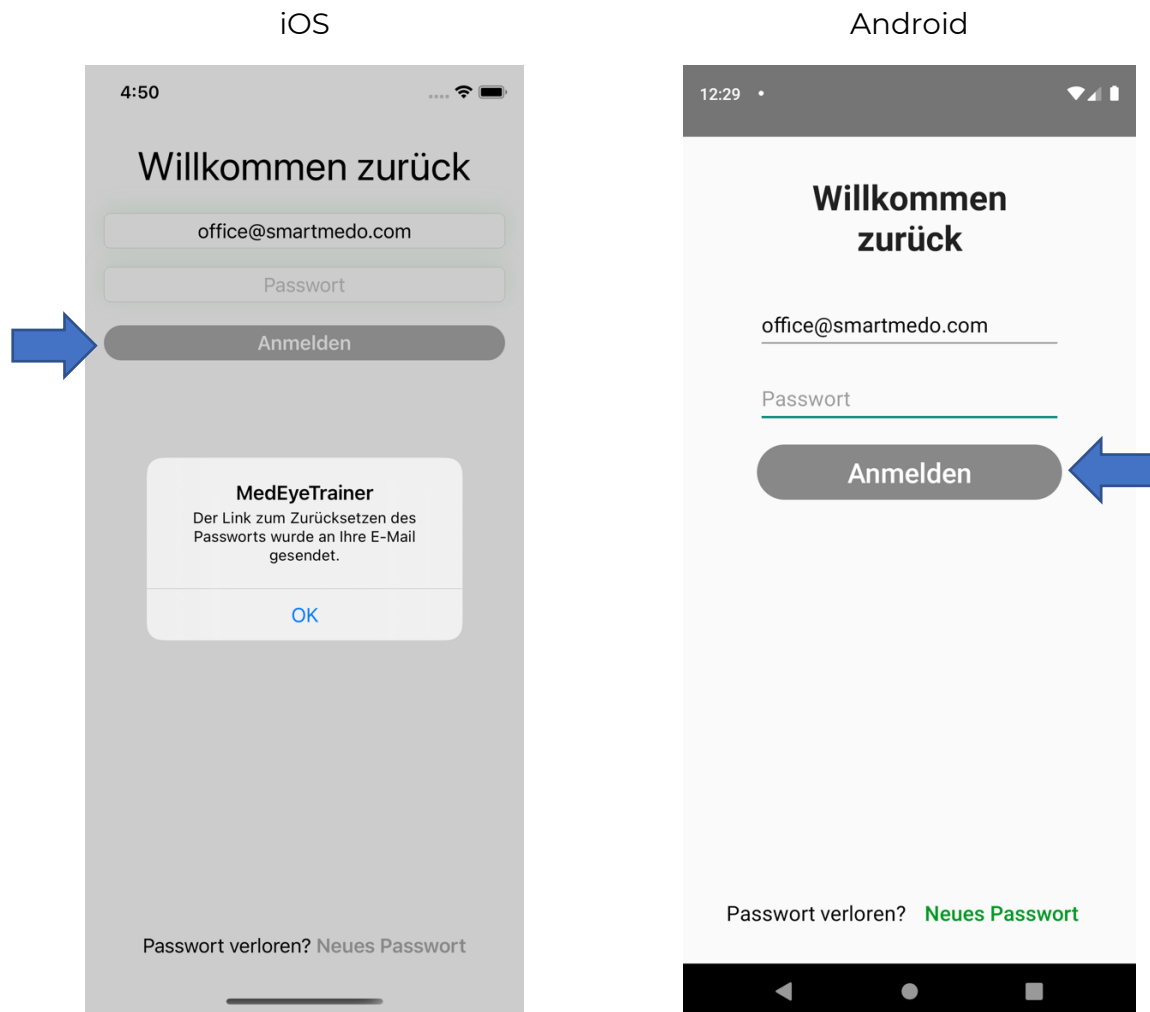 iOS
4:50
Willkommen zurück
office@smartmedo.com
Passwort
Anmelden
MedEyeTrainer
Der Link zum Zurücksetzen des
Passworts wurde an Ihre E-Mail
gesendet.
OK
Passwort verloren? Neues Passwort
Android
12:29
Willkommen
zurück
office@smartmedo.com
Passwort
Anmelden
Passwort verloren? Neues Passwort